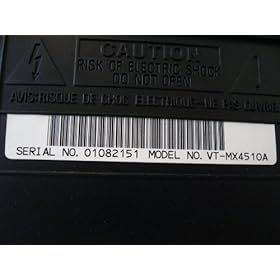 CAUTION
RISK OF ELECTRIC SHOCK
DO NOT OPEN
AVIS: RISQUE DE CHOC ELECTRIQUE-NE PAS OUVRIR
SERIAL NO. 01082151 MODEL NO. VT-MX4510A